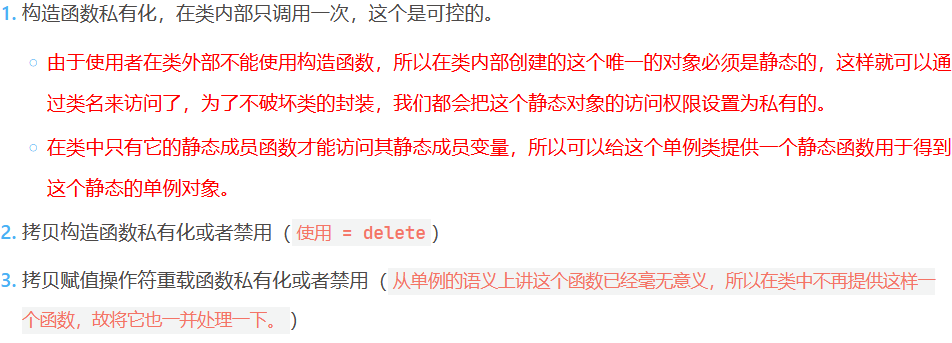 1. 构造函数私有化，在类内部只调用一次，这个是可控的。
由于使用者在类外部不能使用构造函数，所以在类内部创建的这个唯一的对象必须是静态的，这样就可以通
过类名来访问了，为了不破坏类的封装，我们都会把这个静态对象的访问权限设置为私有的。
在类中只有它的静态成员函数才能访问其静态成员变量，所以可以给这个单例类提供一个静态函数用于得到
这个静态的单例对象。
2. 拷贝构造函数私有化或者禁用（使用 = delete）
3. 拷贝赋值操作符重载函数私有化或者禁用（从单例的语义上讲这个函数已经毫无意义，所以在类中不再提供这样一
个函数，故将它也一并处理一下。）